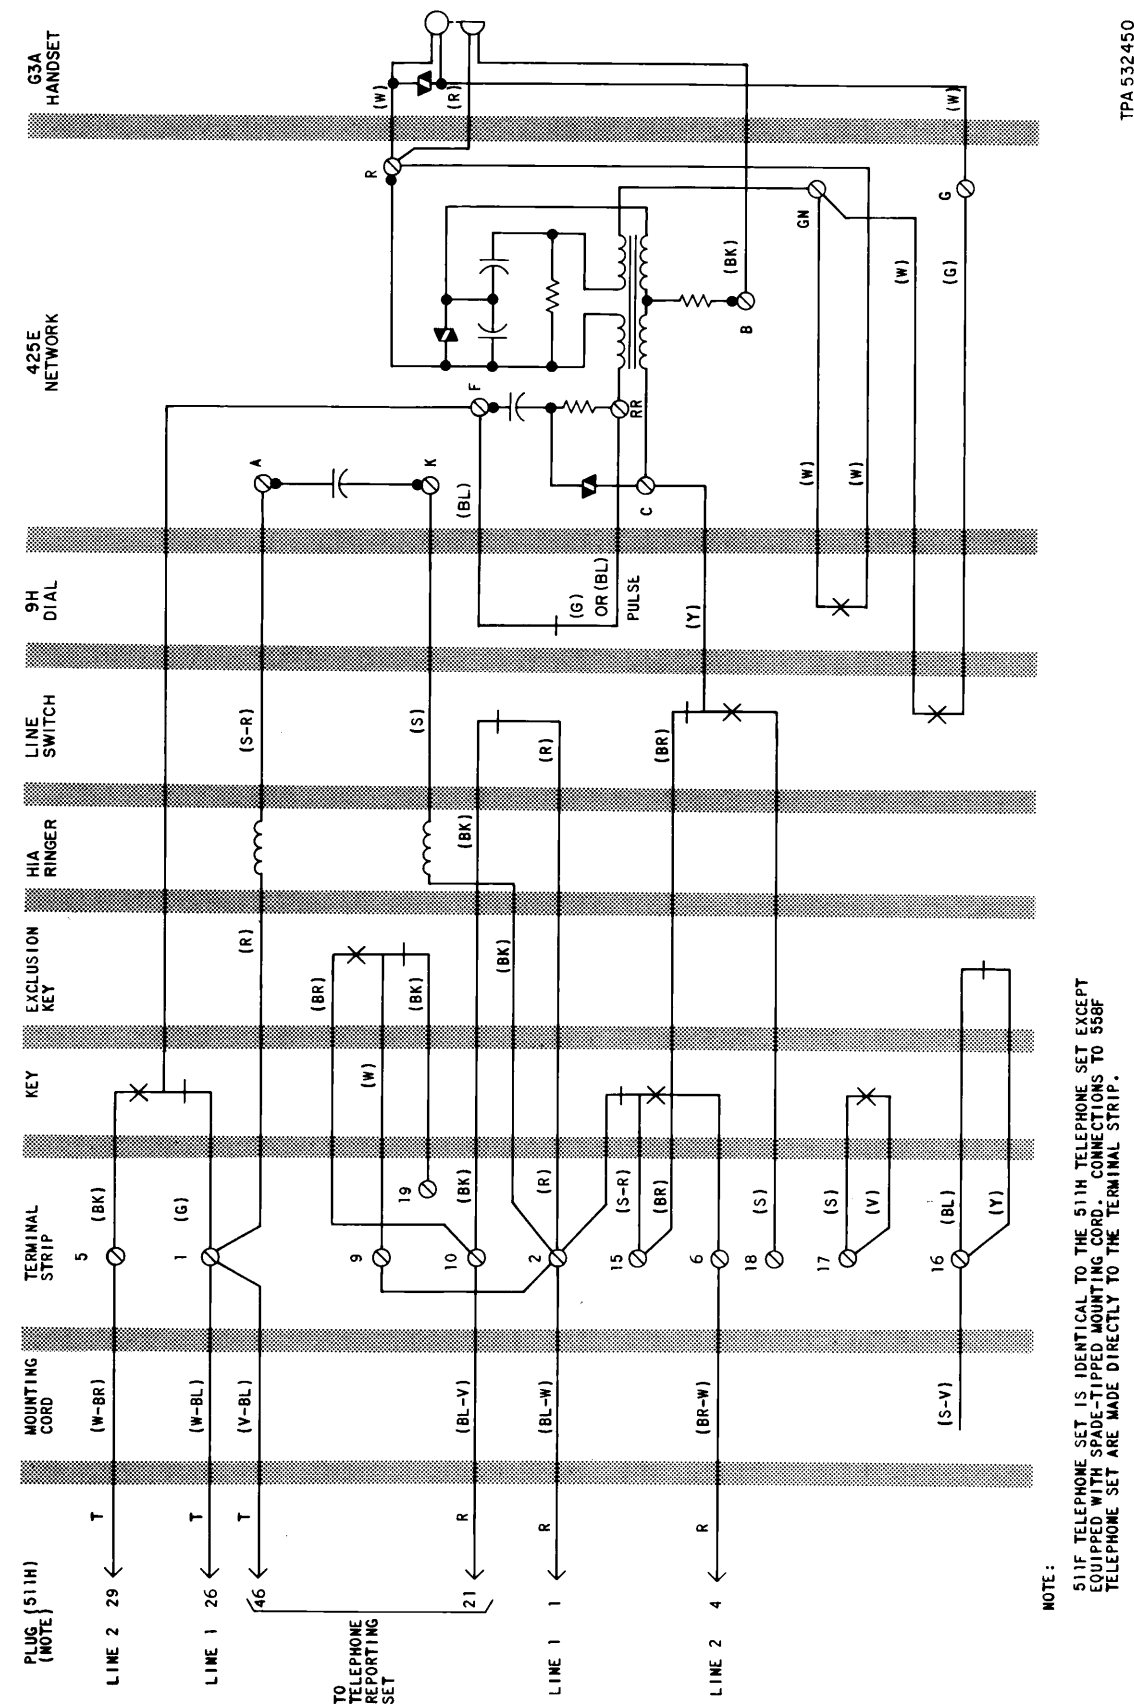 PLUG (511H)
(NOTE)
MOUNTING
CORD
TERMINAL
STRIP
KEY
EXCLUSION
KEY
HIA
RINGER
LINE
SWITCH
9H
DIAL
425E
NETWORK
G3A
HANDSET
LINE 2 29
T
(W-BR)
5
(BK)
LINE 1 26
T
(W-BL)
1
(G)
46
T
(V-BL)
(R)
(S-R)
A
TO
TELEPHONE
REPORTING
SET
(BR)
9
(W)
19
(BK)
(S)
K
21
R
(BL-V)
10
(BK)
(BK)
(BL)
F
(BK)
LINE 1 1
R
(BL-W)
2
(R)
(R)
(G)
OR (BL)
PULSE
RR
C
R
(W)
(R)
15
(S-R)
(BR)
(BR)
(Y)
LINE 2 4
R
(BR-W)
6
18
(S)
(BK)
B
17
(S)
(V)
(W)
(W)
GN
(W)
(S-V)
16
(BL)
(Y)
(G)
G
(W)
NOTE:
511F TELEPHONE SET IS IDENTICAL TO THE 511H TELEPHONE SET EXCEPT
EQUIPPED WITH SPADE-TIPPED MOUNTING CORD. CONNECTIONS TO 558F
TELEPHONE SET ARE MADE DIRECTLY TO THE TERMINAL STRIP.
TPA 532450